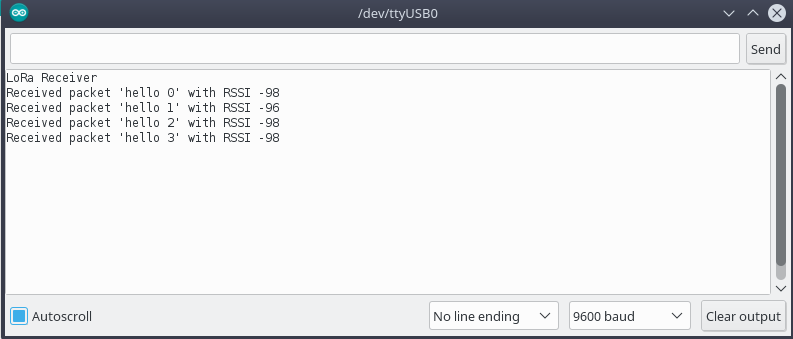 /dev/ttyUSB0
Send
LoRa Receiver
Received packet 'hello 0' with RSSI -98
Received packet 'hello 1' with RSSI -96
Received packet 'hello 2' with RSSI -98
Received packet 'hello 3' with RSSI -98
Autoscroll
No line ending
9600 baud
Clear output